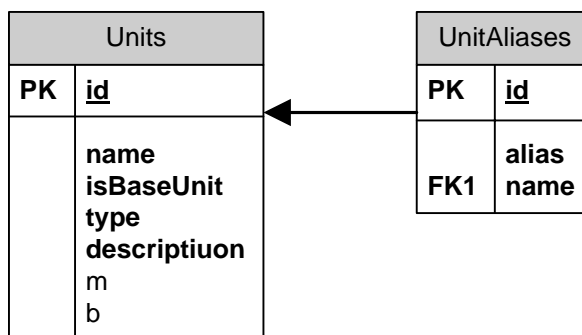 Units
PK id
name
isBaseUnit
type
descriptiuon
m
b
UnitAliases
PK id
alias
FK1 name